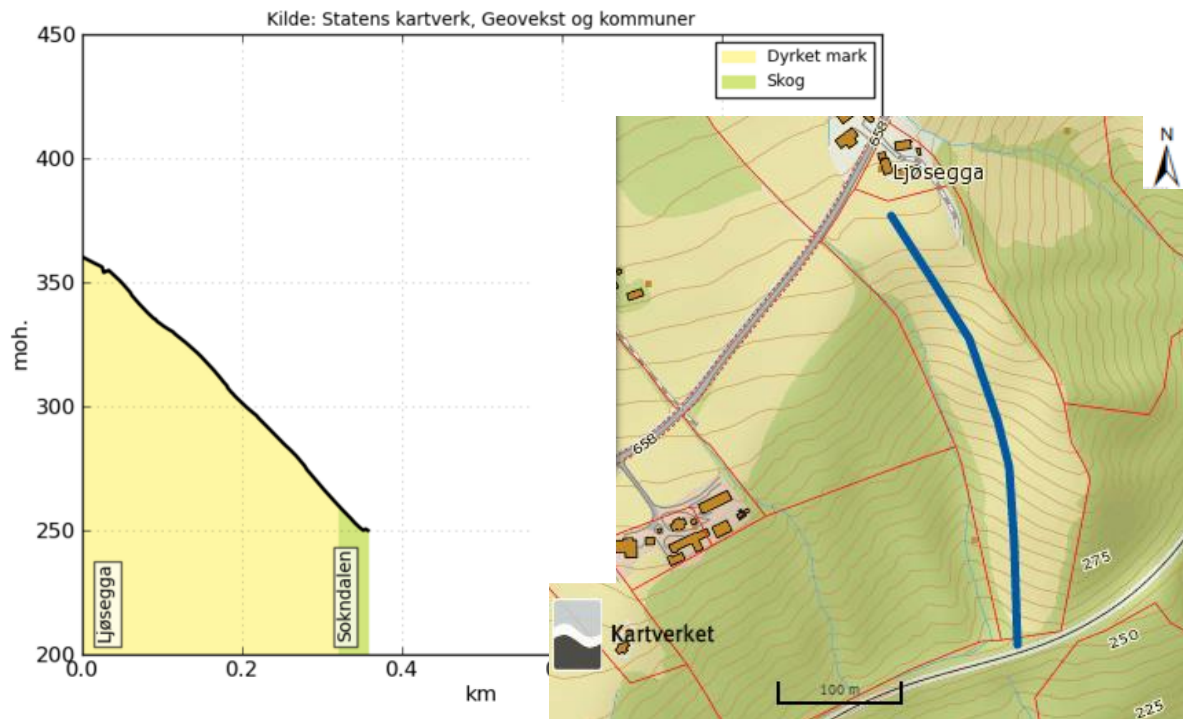 Kilde: Statens kartverk, Geovekst og kommuner
450
400
350
300
250
200
moh.
0.0
0.2
0.4
km
Ljøsegga
Sokndalen
Dyrket mark
Skog
658
Ljøsegga
N
658
275
250
225
Kartverket
100 m